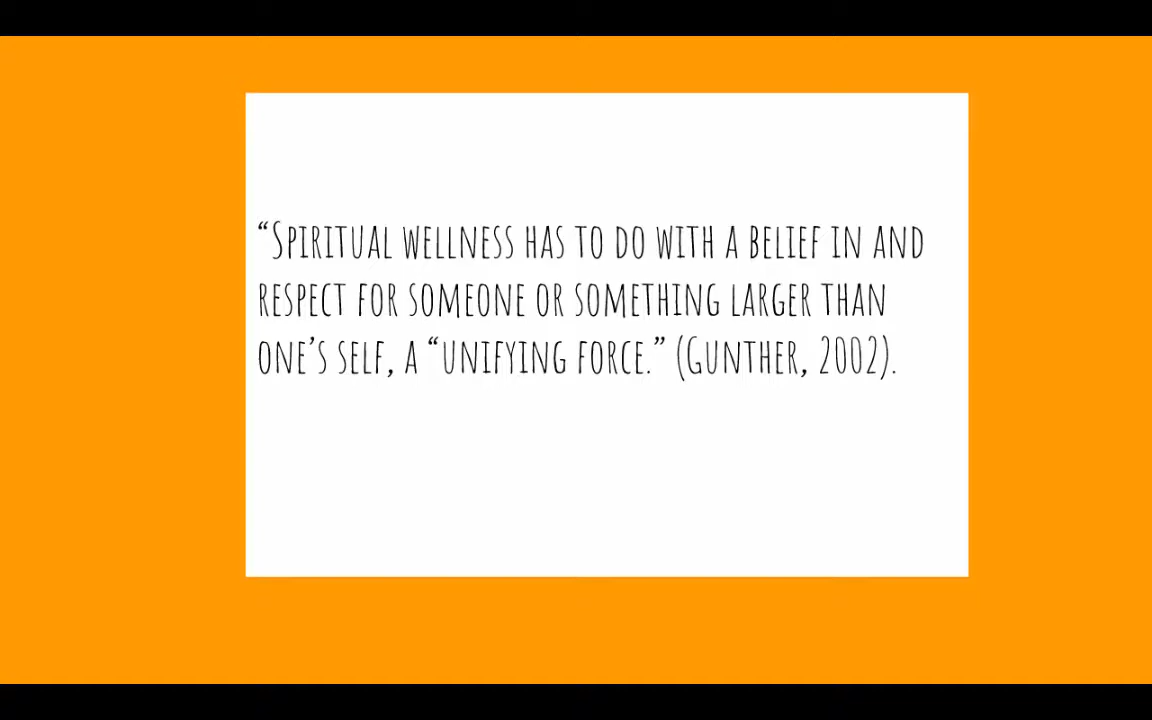 “Spiritual wellness has to do with a belief in and
respect for someone or something larger than
one’s self, a “unifying force.” (Gunther, 2002).